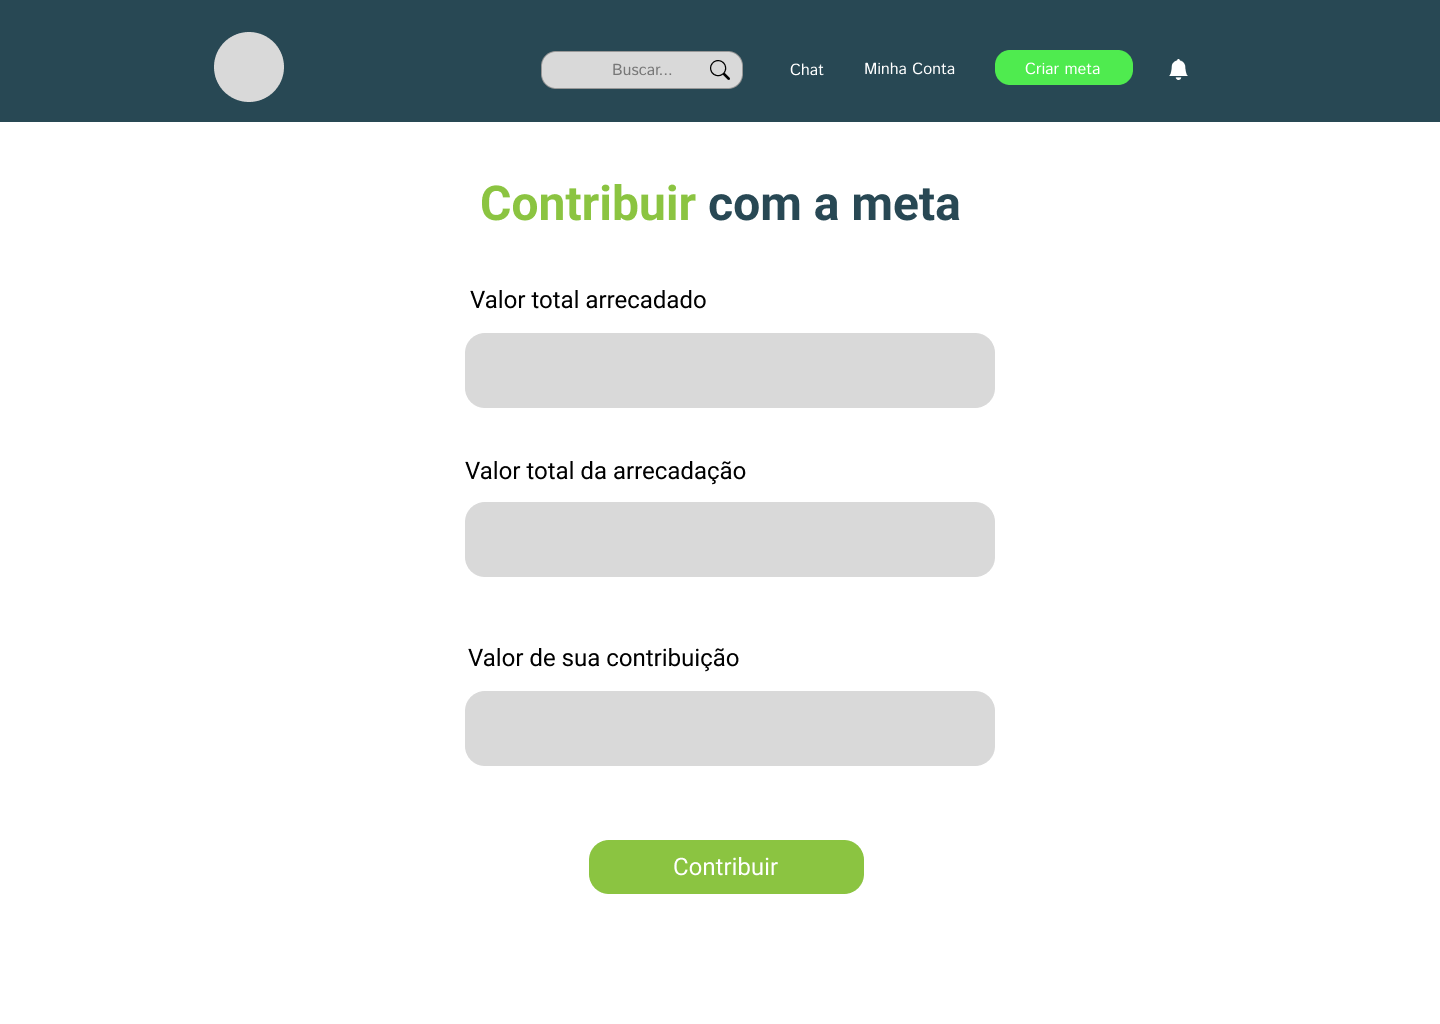 Buscar...
Chat
Minha Conta
Criar meta
Contribuir com a meta
Valor total arrecadado
Valor total da arrecadação
Valor de sua contribuição
Contribuir